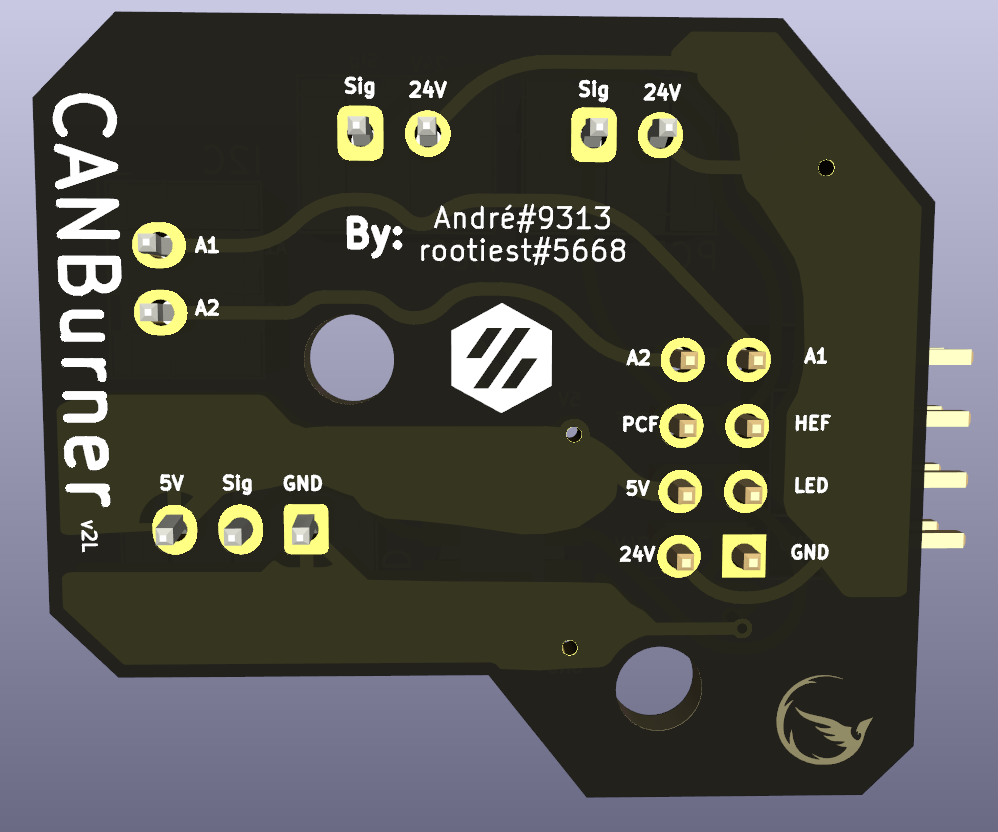 CANBurner
v2L
Sig 24V
Sig 24V
A1
A2
By:
André#9313
rootiest#5668
A2 A1
PCF HEF
5V LED
24V GND
5V Sig GND